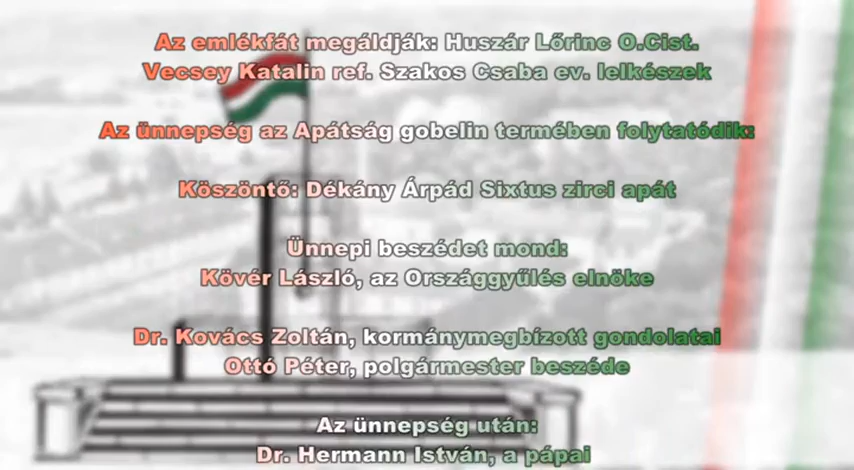 Az emlékfát megáldják: Huszár Lőrinc O.Cist.
Vecsey Katalin ref. Szakos Csaba ev. lelkészek
Az ünnepség az Apátság gobelin termében folytatódik:
Köszöntő: Dékány Árpád Sixtus zirci apát
Ünnepi beszédet mond:
Kövér László, az Országgyűlés elnöke
Dr. Kovács Zoltán, kormánymegbízott gondolatai
Ottó Péter, polgármester beszéde
Az ünnepség után:
Dr. Hermann István, a pápai